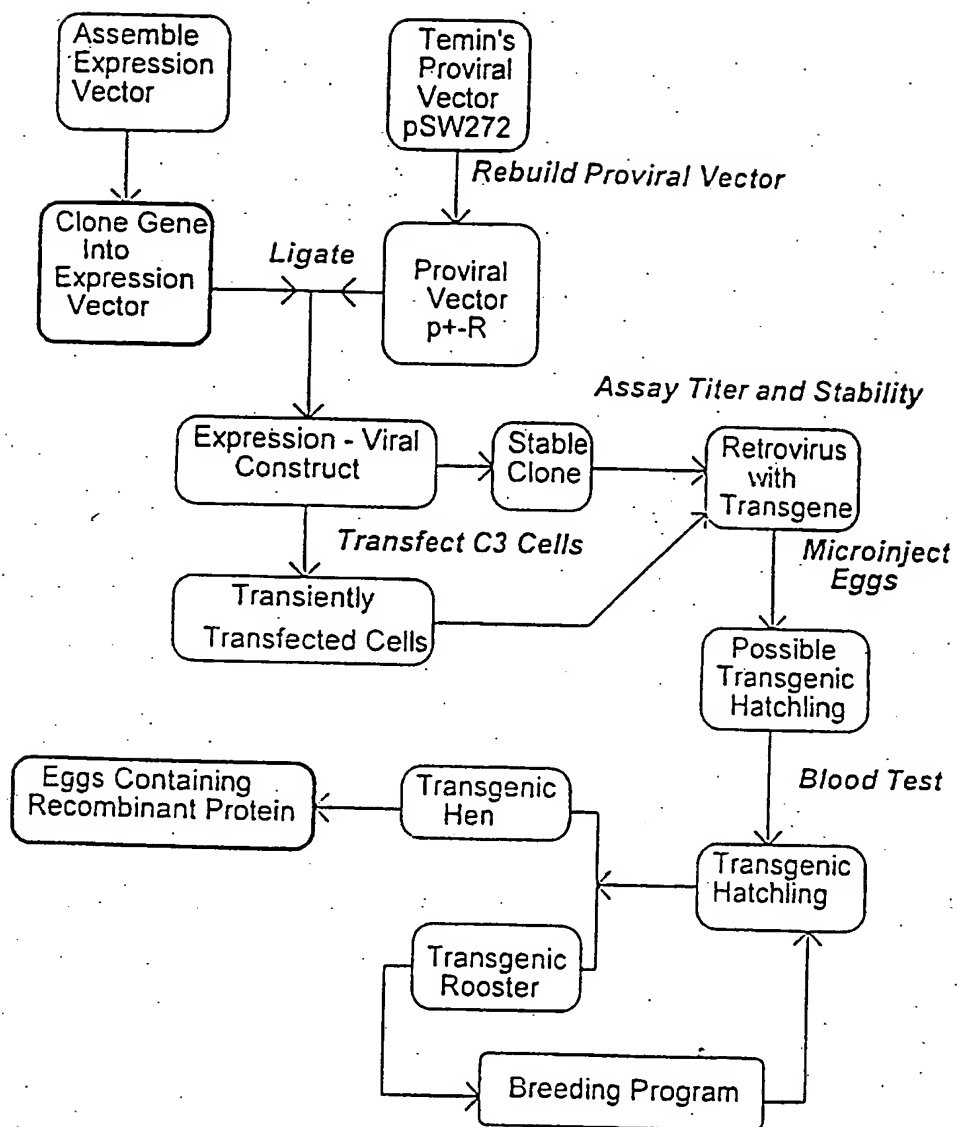 Assemble
Expression
Vector
Temin's
Proviral
Vector
pSW272
Rebuild Proviral Vector
Clone Gene
Into
Expression
Vector
Ligate
Proviral
Vector
p+-R
Assay Titer and Stability
Expression - Viral
Construct
Stable
Clone
Retrovirus
with
Transgene
Transfect C3 Cells
Microinject
Eggs
Transiently
Transfected Cells
Possible
Transgenic
Hatchling
Blood Test
Eggs Containing
Recombinant Protein
Transgenic
Hen
Transgenic
Hatchling
Transgenic
Rooster
Breeding Program